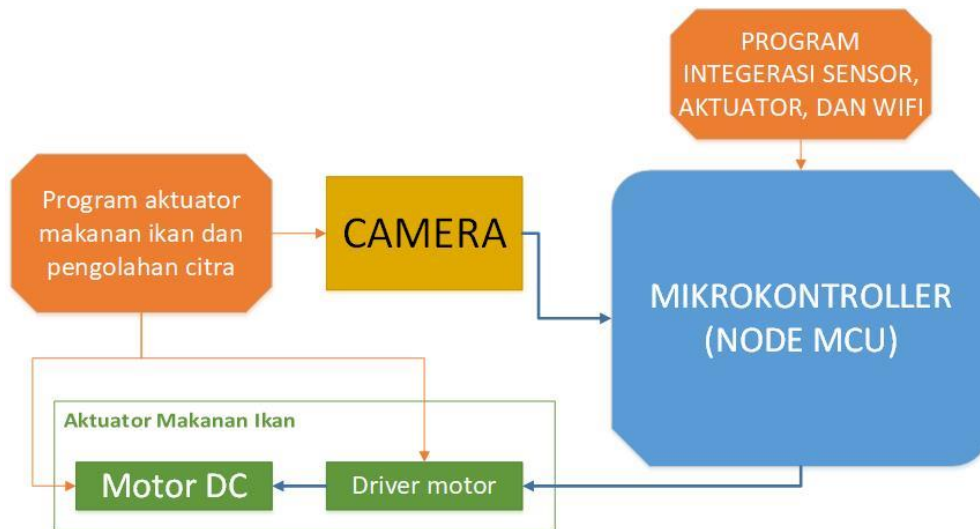 PROGRAM
INTEGERASI SENSOR,
AKTUATOR, DAN WIFI
Program aktuator
makanan ikan dan
pengolahan citra
CAMERA
MIKROKONTROLLER
(NODE MCU)
Aktuator Makanan Ikan
Motor DC
Driver motor